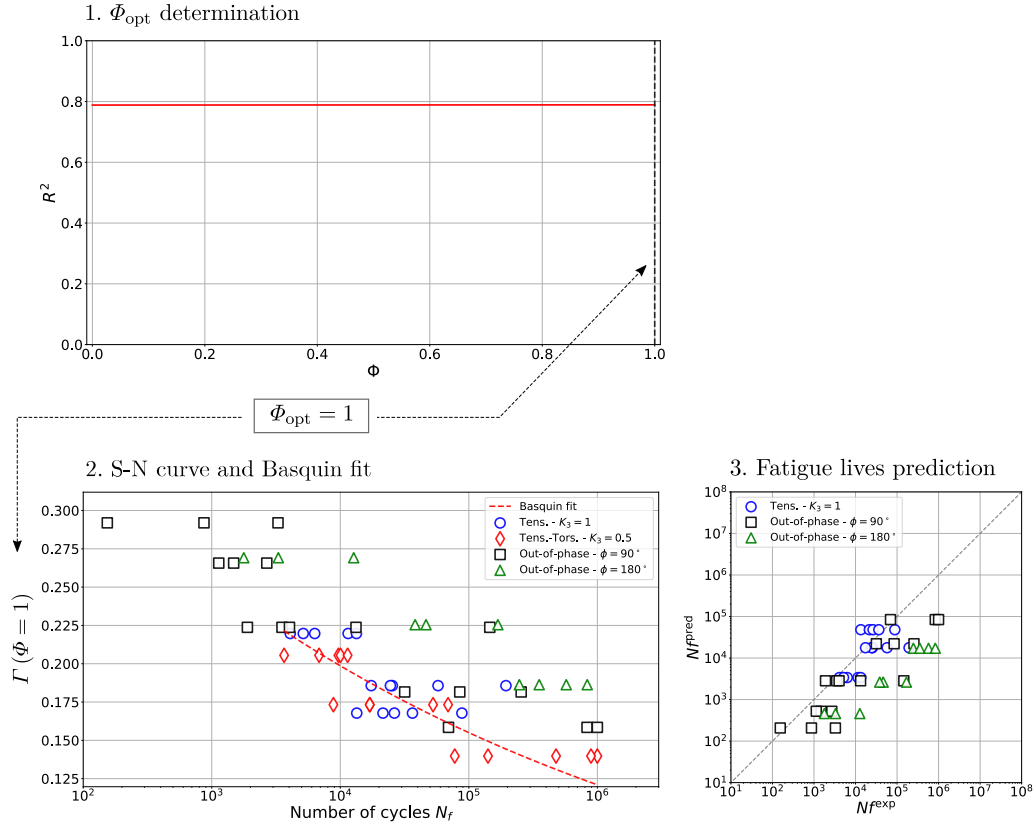 1. Φopt determination
1.0
0.8
0.6
0.4
0.2
0.0
R²
0.0 0.2 0.4 0.6 0.8 1.0
Φ
Φopt = 1
2. S-N curve and Basquin fit
0.300
0.275
0.250
0.225
0.200
0.175
0.150
0.125
Γ (Φ = 1)
Basquin fit
Tens. - K₃ = 1
Tens.-Tors. - K₃ = 0.5
Out-of-phase - ϕ = 90°
Out-of-phase - ϕ = 180°
10² 10³ 10⁴ 10⁵ 10⁶
Number of cycles Nf
3. Fatigue lives prediction
10⁸
10⁷
10⁶
10⁵
10⁴
10³
10²
10¹
Nf^pred
Tens. - K₃ = 1
Out-of-phase - ϕ = 90°
Out-of-phase - ϕ = 180°
10¹ 10² 10³ 10⁴ 10⁵ 10⁶ 10⁷ 10⁸
Nf^exp